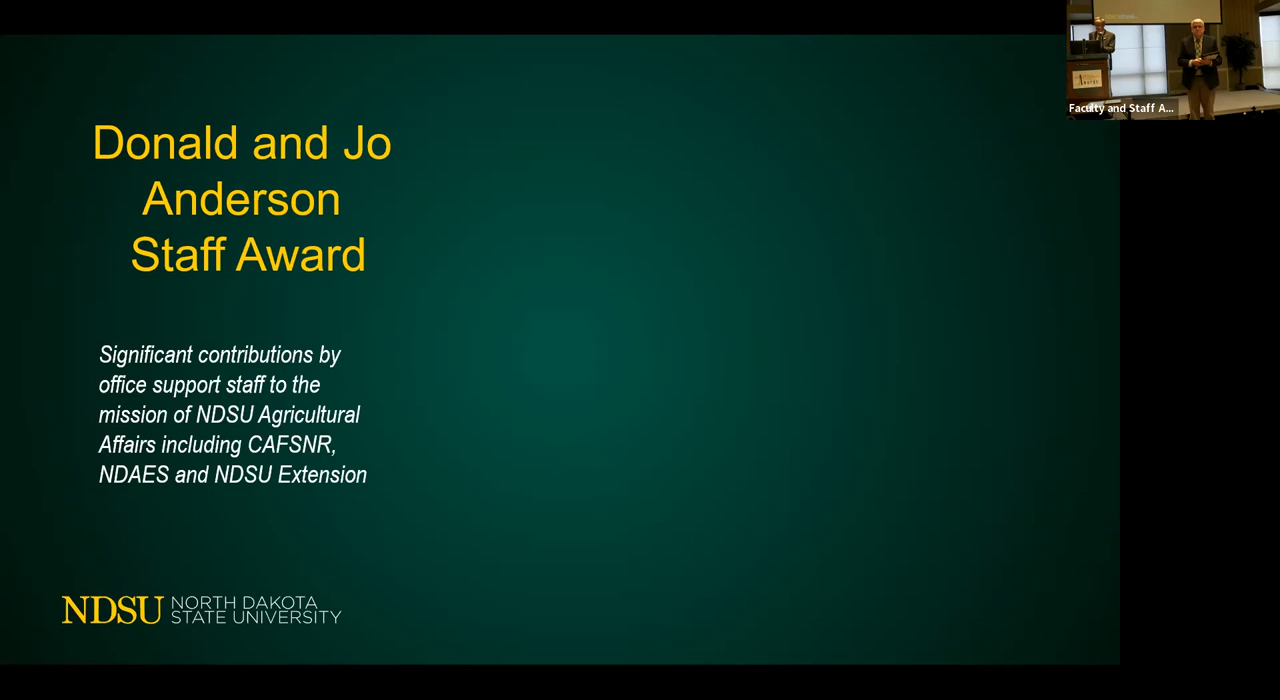 Donald and Jo
Anderson
Staff Award
Significant contributions by
office support staff to the
mission of NDSU Agricultural
Affairs including CAFSNR,
NDAES and NDSU Extension
NDSU NORTH DAKOTA
STATE UNIVERSITY
Faculty and Staff A...